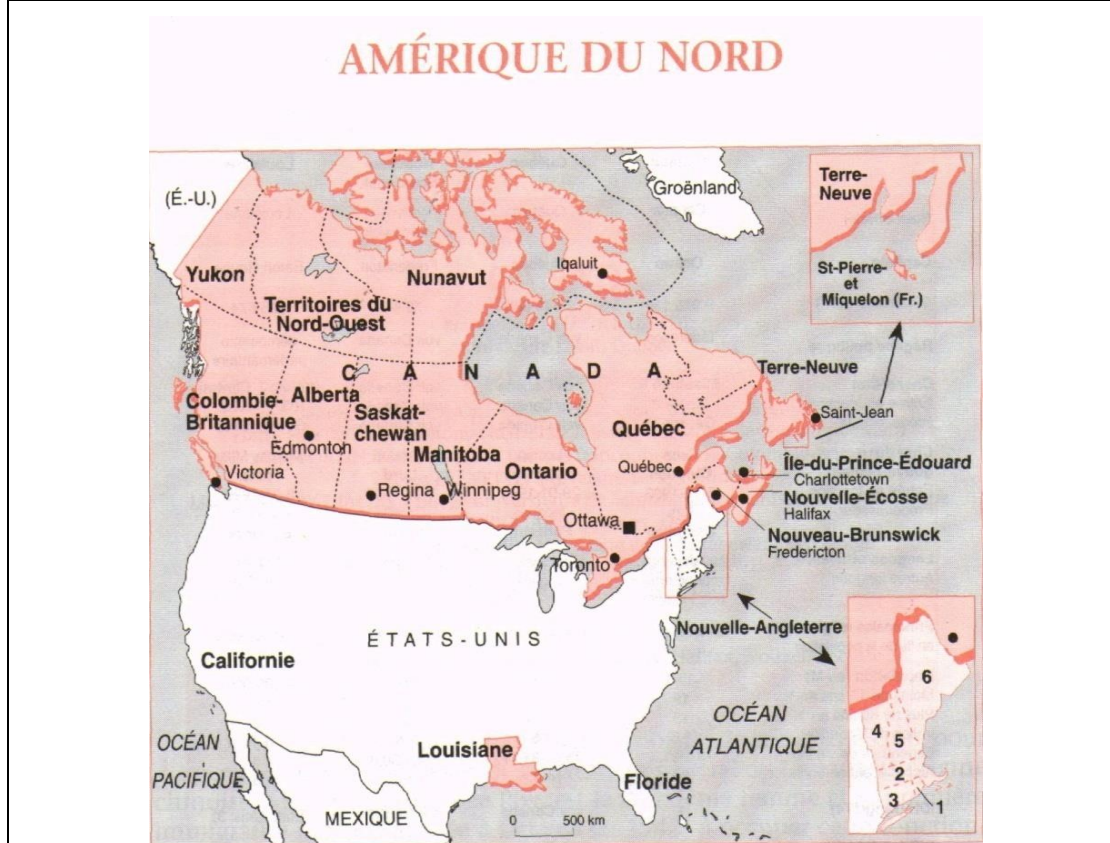 AMÉRIQUE DU NORD
(É.-U.)
Groënland
Terre-
Neuve
St-Pierre-
et
Miquelon (Fr.)
Yukon
Nunavut
Iqaluit
Territoires du
Nord-Ouest
C A N A D A
Terre-Neuve
Saint-Jean
Colombie-
Britannique
Alberta
Edmonton
Saskat-
chewan
Manitoba
Ontario
Québec
Québec
Île-du-Prince-Édouard
Charlottetown
Victoria
Regina
Winnipeg
Nouvelle-Écosse
Halifax
Ottawa
Nouveau-Brunswick
Fredericton
Toronto
Nouvelle-Angleterre
ÉTATS-UNIS
Californie
6
4
5
2
3
1
OCÉAN
ATLANTIQUE
OCÉAN
PACIFIQUE
Louisiane
Floride
MEXIQUE
0 500 km